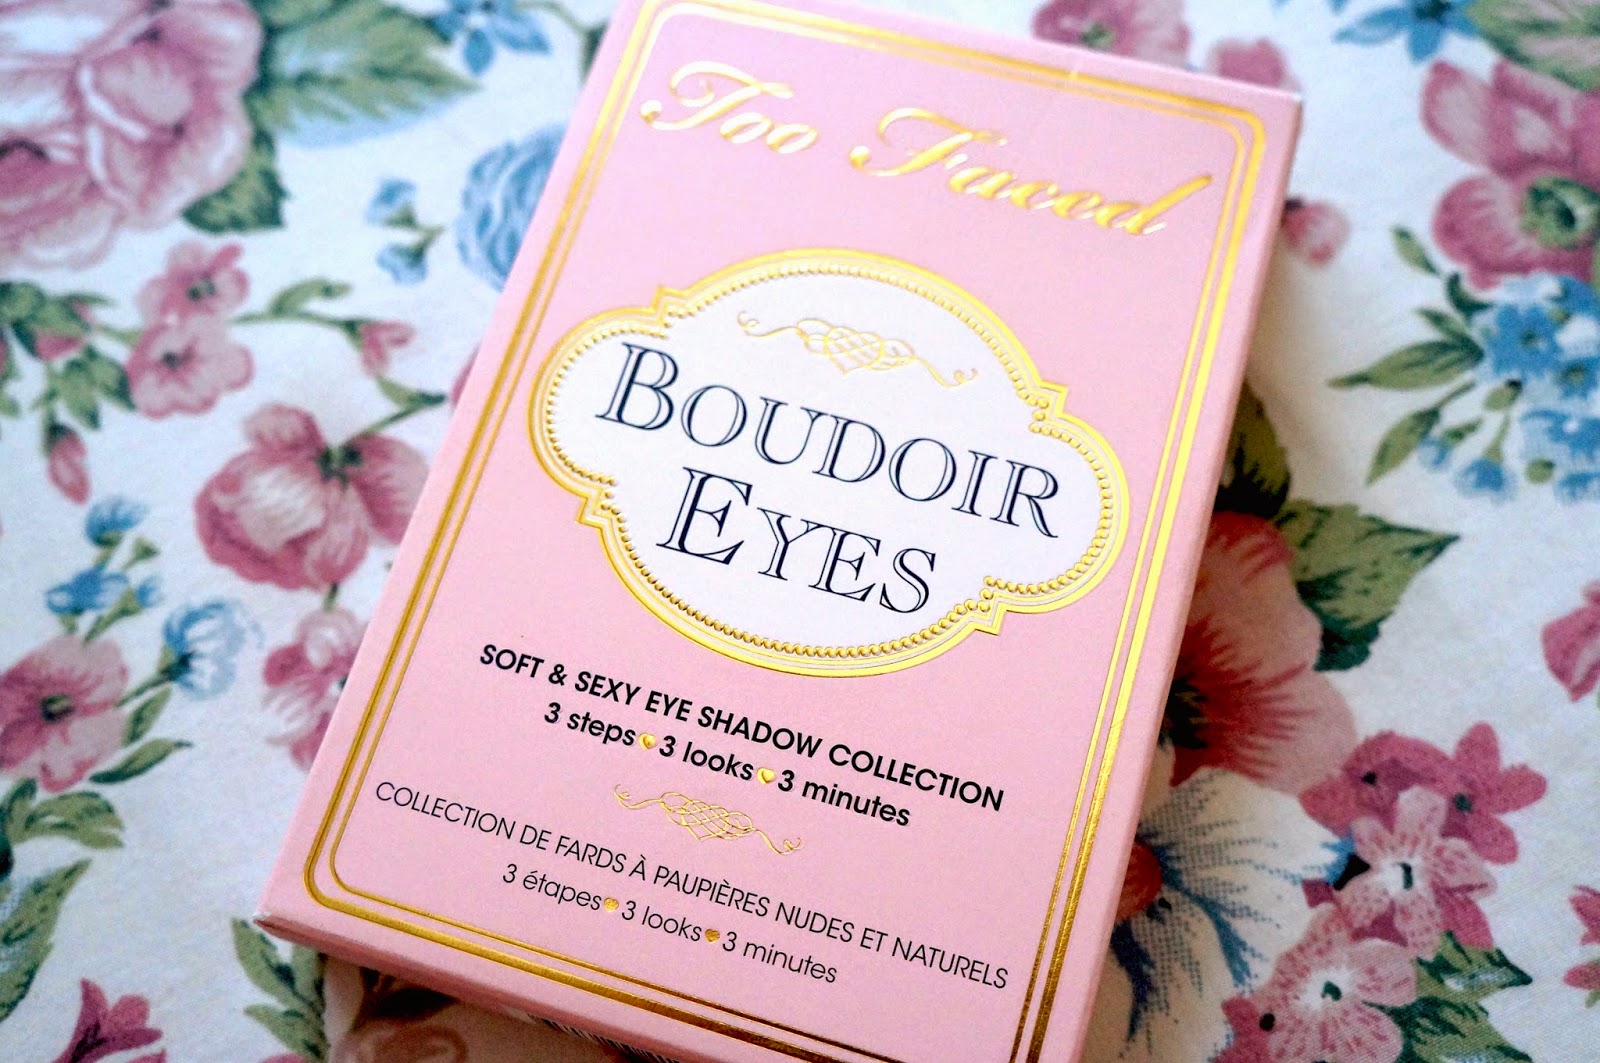 Too Faced
BOUDOIR
EYES
SOFT & SEXY EYE SHADOW COLLECTION
3 steps 3 looks 3 minutes
COLLECTION DE FARDS À PAUPIÈRES NUDES ET NATURELS
3 étapes 3 looks 3 minutes